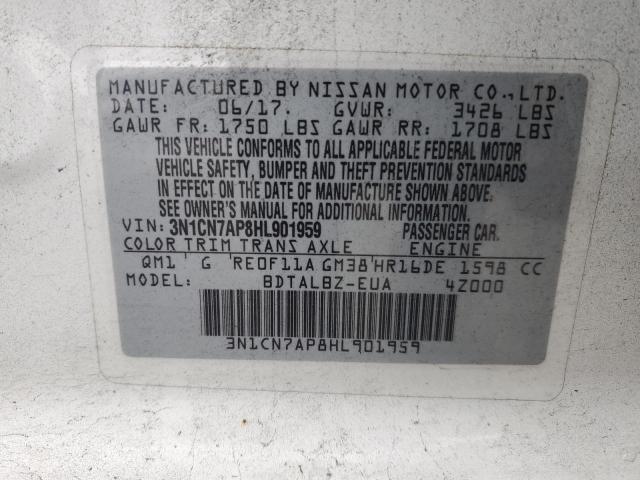 MANUFACTURED BY NISSAN MOTOR CO.,LTD.
DATE: 06/17. GVWR: 3426 LBS
GAWR FR: 1750 LBS GAWR RR: 1708 LBS
THIS VEHICLE CONFORMS TO ALL APPLICABLE FEDERAL MOTOR
VEHICLE SAFETY, BUMPER AND THEFT PREVENTION STANDARDS
IN EFFECT ON THE DATE OF MANUFACTURE SHOWN ABOVE.
SEE OWNER'S MANUAL FOR ADDITIONAL INFORMATION.
VIN: 3N1CN7AP8HL901959 PASSENGER CAR.
COLOR TRIM TRANS AXLE ENGINE
QM1 G RE0F11A GM38 HR16DE 1598 CC
MODEL: BDTALBZ-EUA 4Z000
3N1CN7AP8HL901959